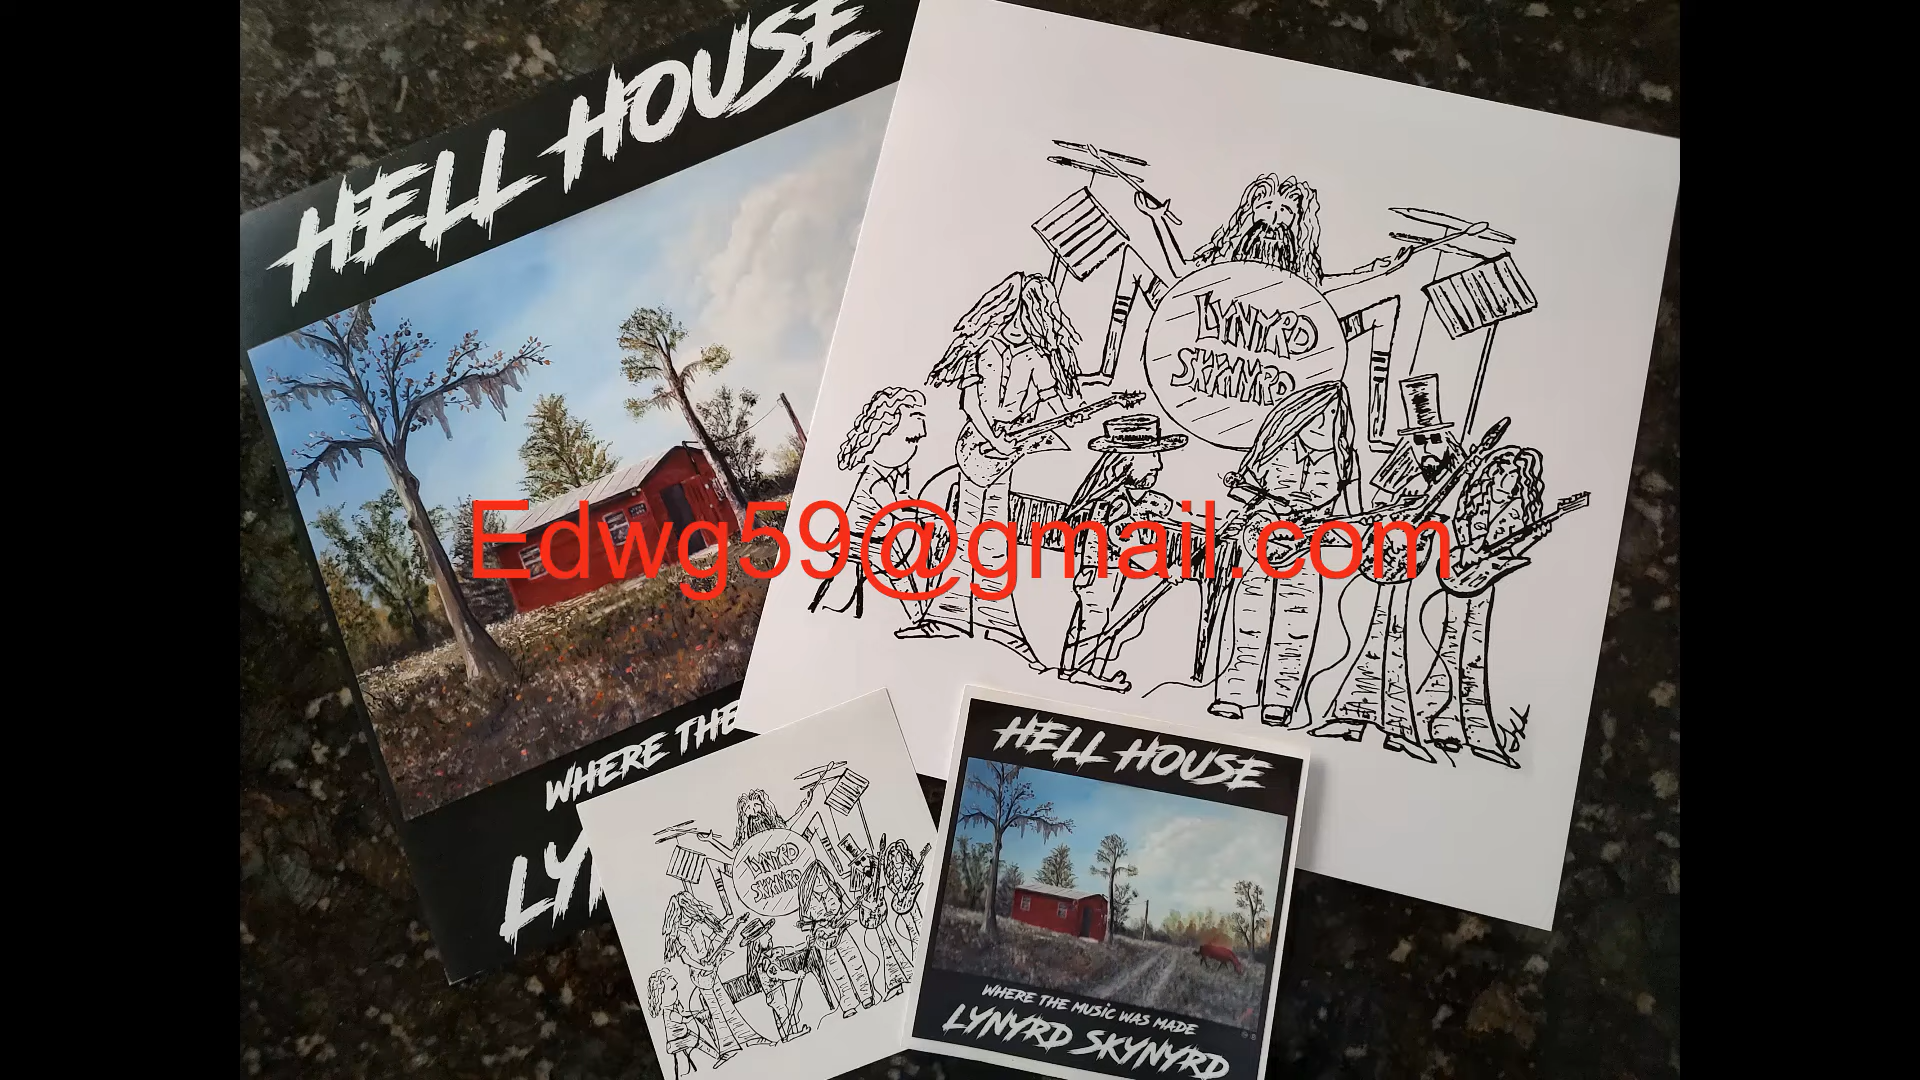 HELL HOUSE
LYNYRD
SKYNYRD
Edwg59@gmail.com
WHERE THE
LY
LYNYRD
SKYNYRD
HELL HOUSE
WHERE THE MUSIC WAS MADE
LYNYRD SKYNYRD